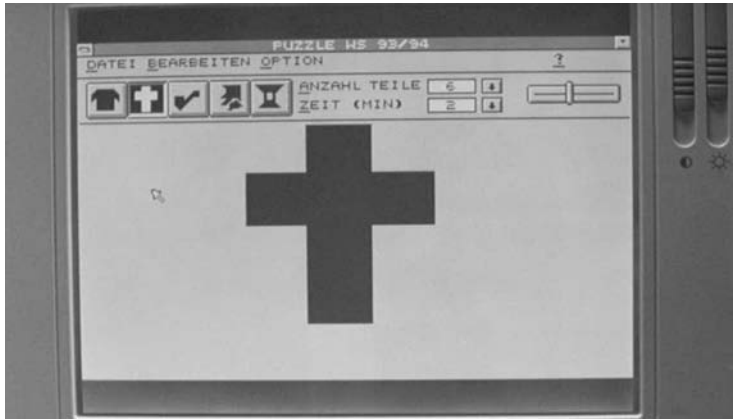 PUZZLE WS 93/94
DATEI BEARBEITEN OPTION ?
ANZAHL TEILE 6
ZEIT (MIN) 2